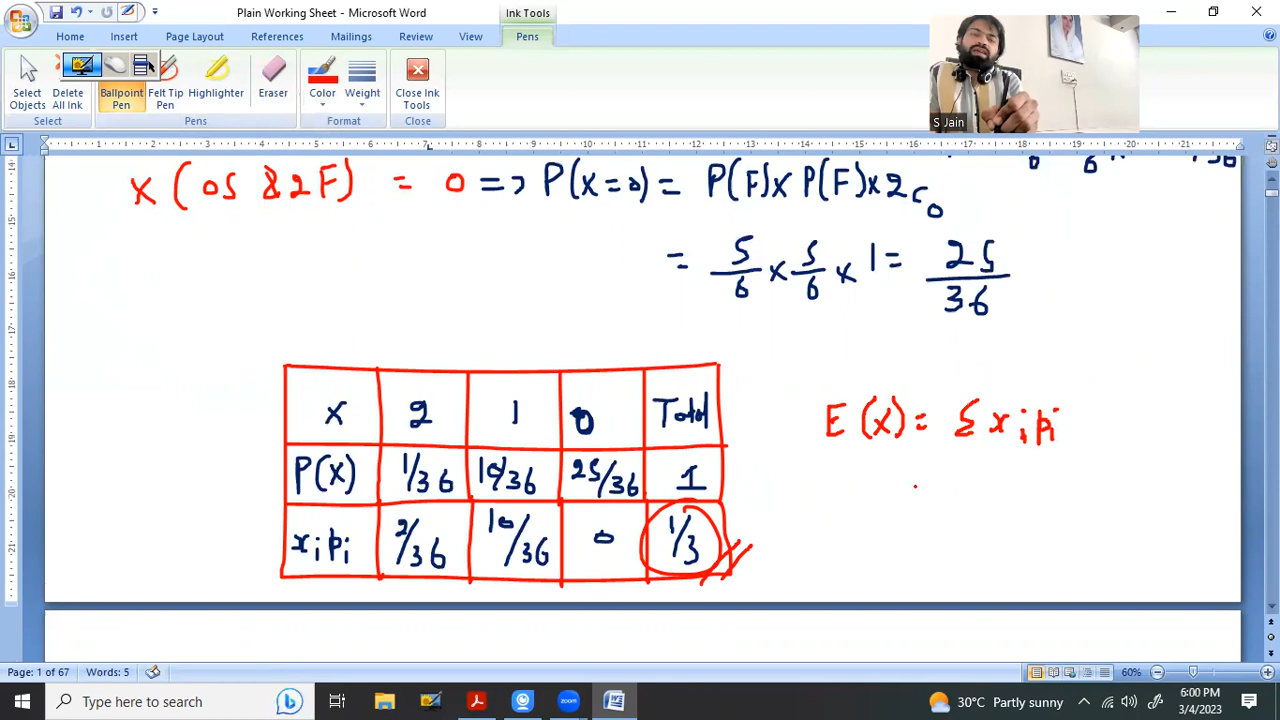 Plain Working Sheet - Microsoft Word
Ink Tools
Home Insert Page Layout References Mailings Review View Pens
Select Objects
Delete All Ink
Ballpoint Pen
Felt Tip Pen
Highlighter
Eraser
Color
Weight
Close Ink Tools
Select Pens Format Close
S Jain
x (0S & 2F) = 0 => P(X=0) = P(F) x P(F) x 2c₀
= 5/6 x 5/6 x 1 = 25/36
X 2 1 0 Total
P(X) 1/36 10/36 25/36 1
xᵢpᵢ 2/36 10/36 0 1/3
E(X) = Σ xᵢpᵢ
Page: 1 of 67 Words: 5 60%
Type here to search
30°C Partly sunny
6:00 PM
3/4/2023